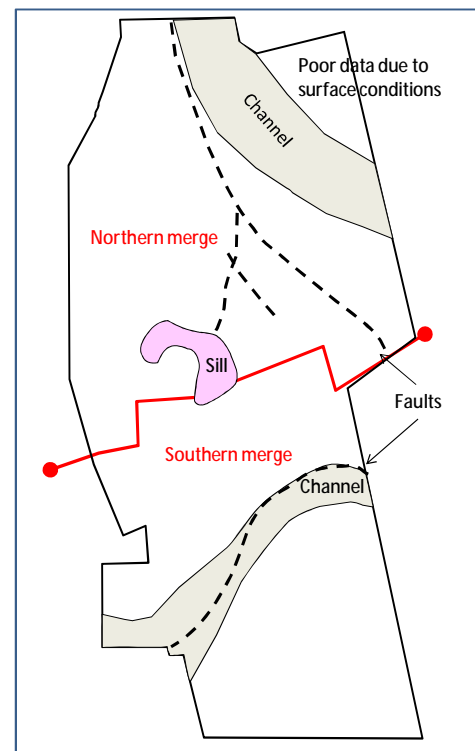 Poor data due to
surface conditions
Channel
Northern merge
Sill
Faults
Southern merge
Channel